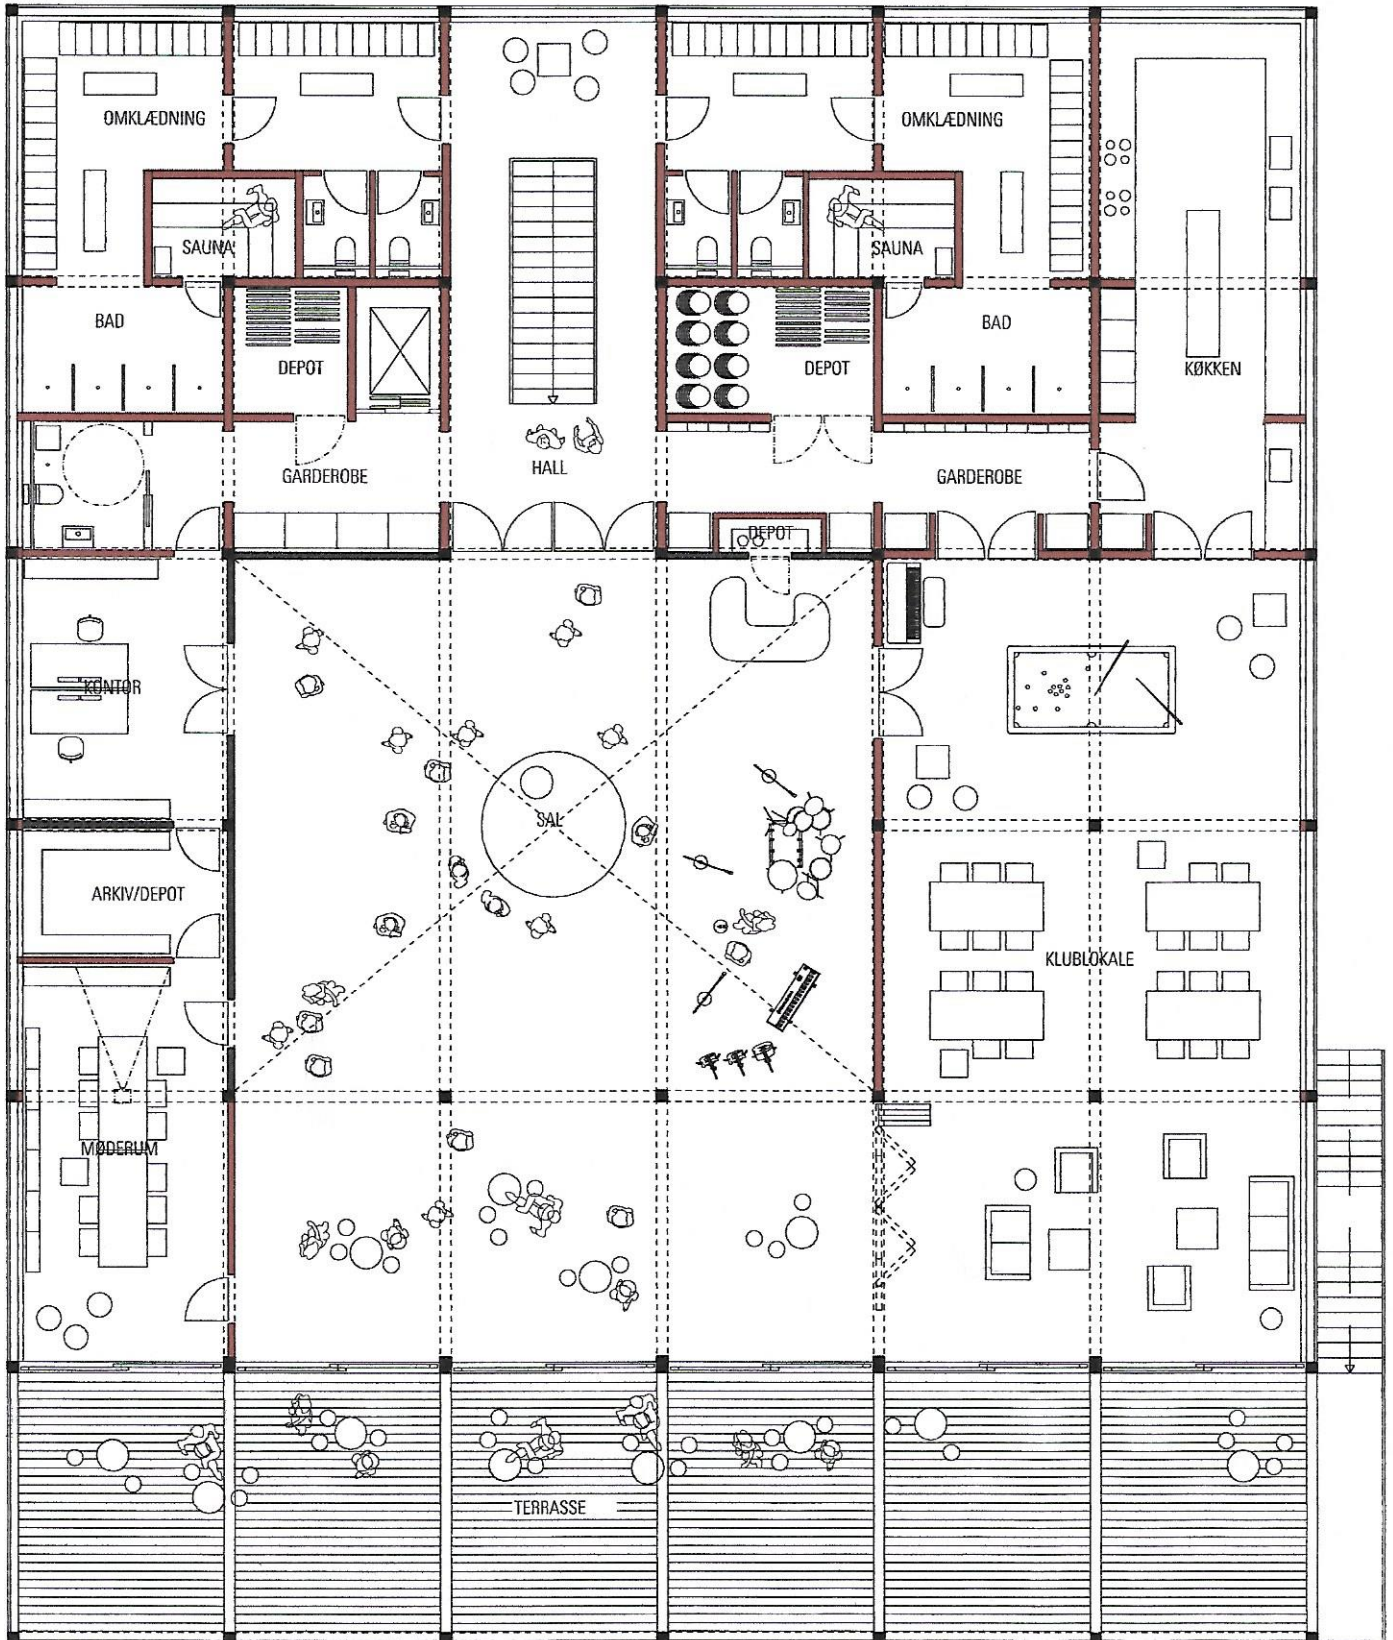 OMKLÆDNING
OMKLÆDNING
SAUNA
SAUNA
BAD
BAD
DEPOT
DEPOT
KØKKEN
HALL
GARDEROBE
GARDEROBE
DEPOT
KONTOR
SAL
ARKIV/DEPOT
KLUBLOKALE
MØDERUM
TERRASSE